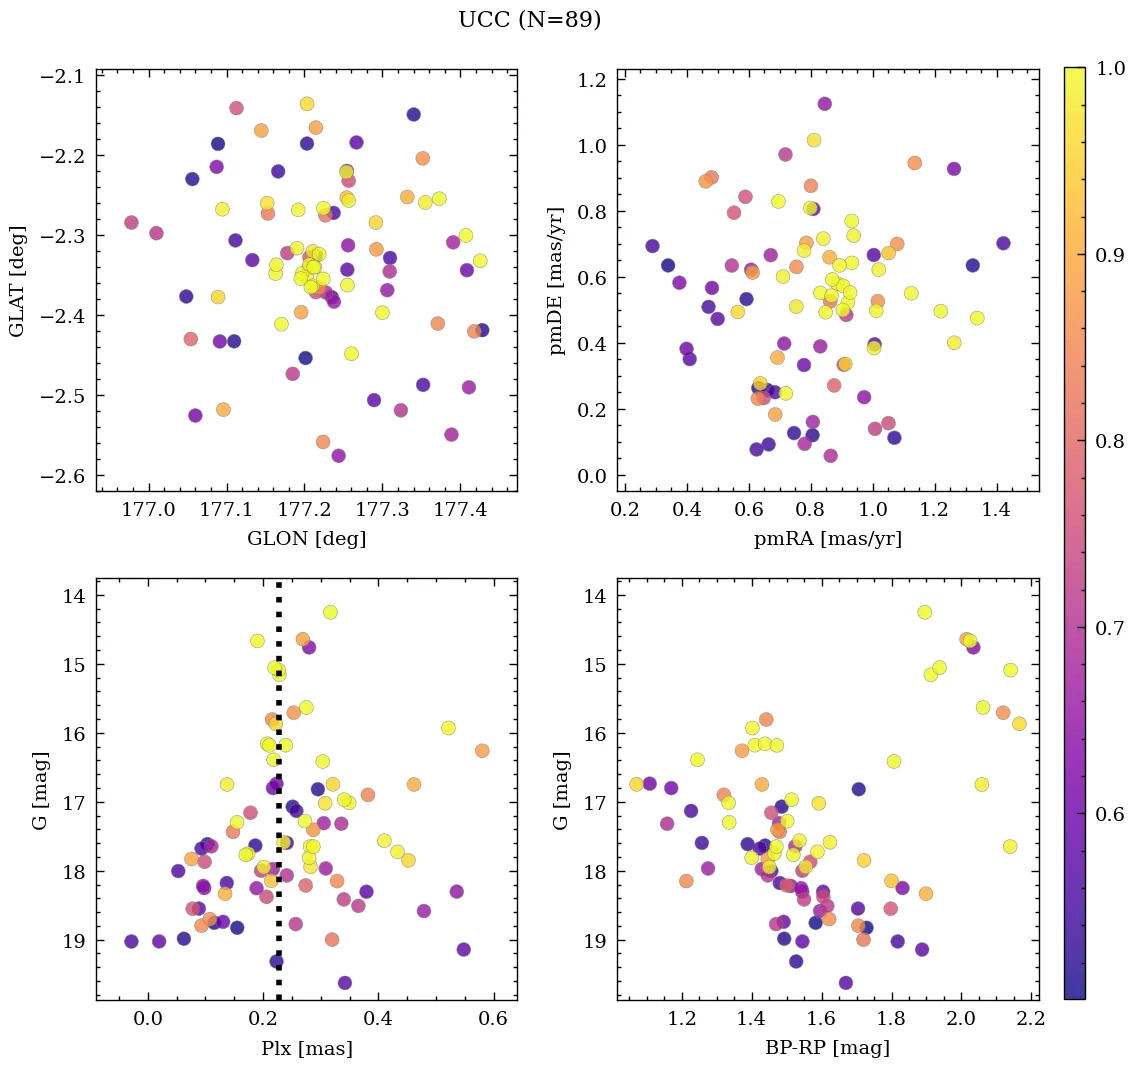 UCC (N=89)
−2.1
−2.2
−2.3
−2.4
−2.5
−2.6
GLAT [deg]
177.0 177.1 177.2 177.3 177.4
GLON [deg]
1.2
1.0
0.8
0.6
0.4
0.2
0.0
pmDE [mas/yr]
0.2 0.4 0.6 0.8 1.0 1.2 1.4
pmRA [mas/yr]
1.0
0.9
0.8
0.7
0.6
14
15
16
17
18
19
G [mag]
0.0 0.2 0.4 0.6
Plx [mas]
14
15
16
17
18
19
G [mag]
1.2 1.4 1.6 1.8 2.0 2.2
BP-RP [mag]